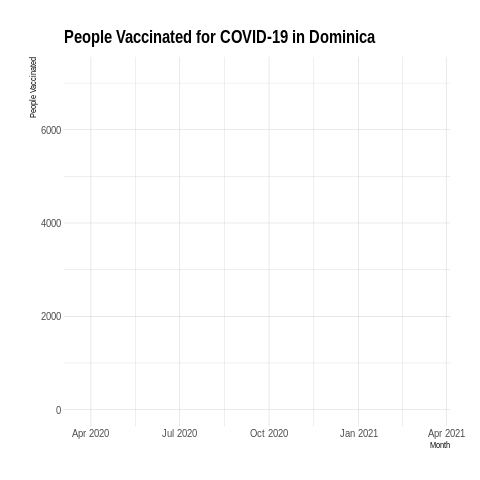 People Vaccinated for COVID-19 in Dominica
People Vaccinated
6000
4000
2000
0
Apr 2020 Jul 2020 Oct 2020 Jan 2021 Apr 2021
Month